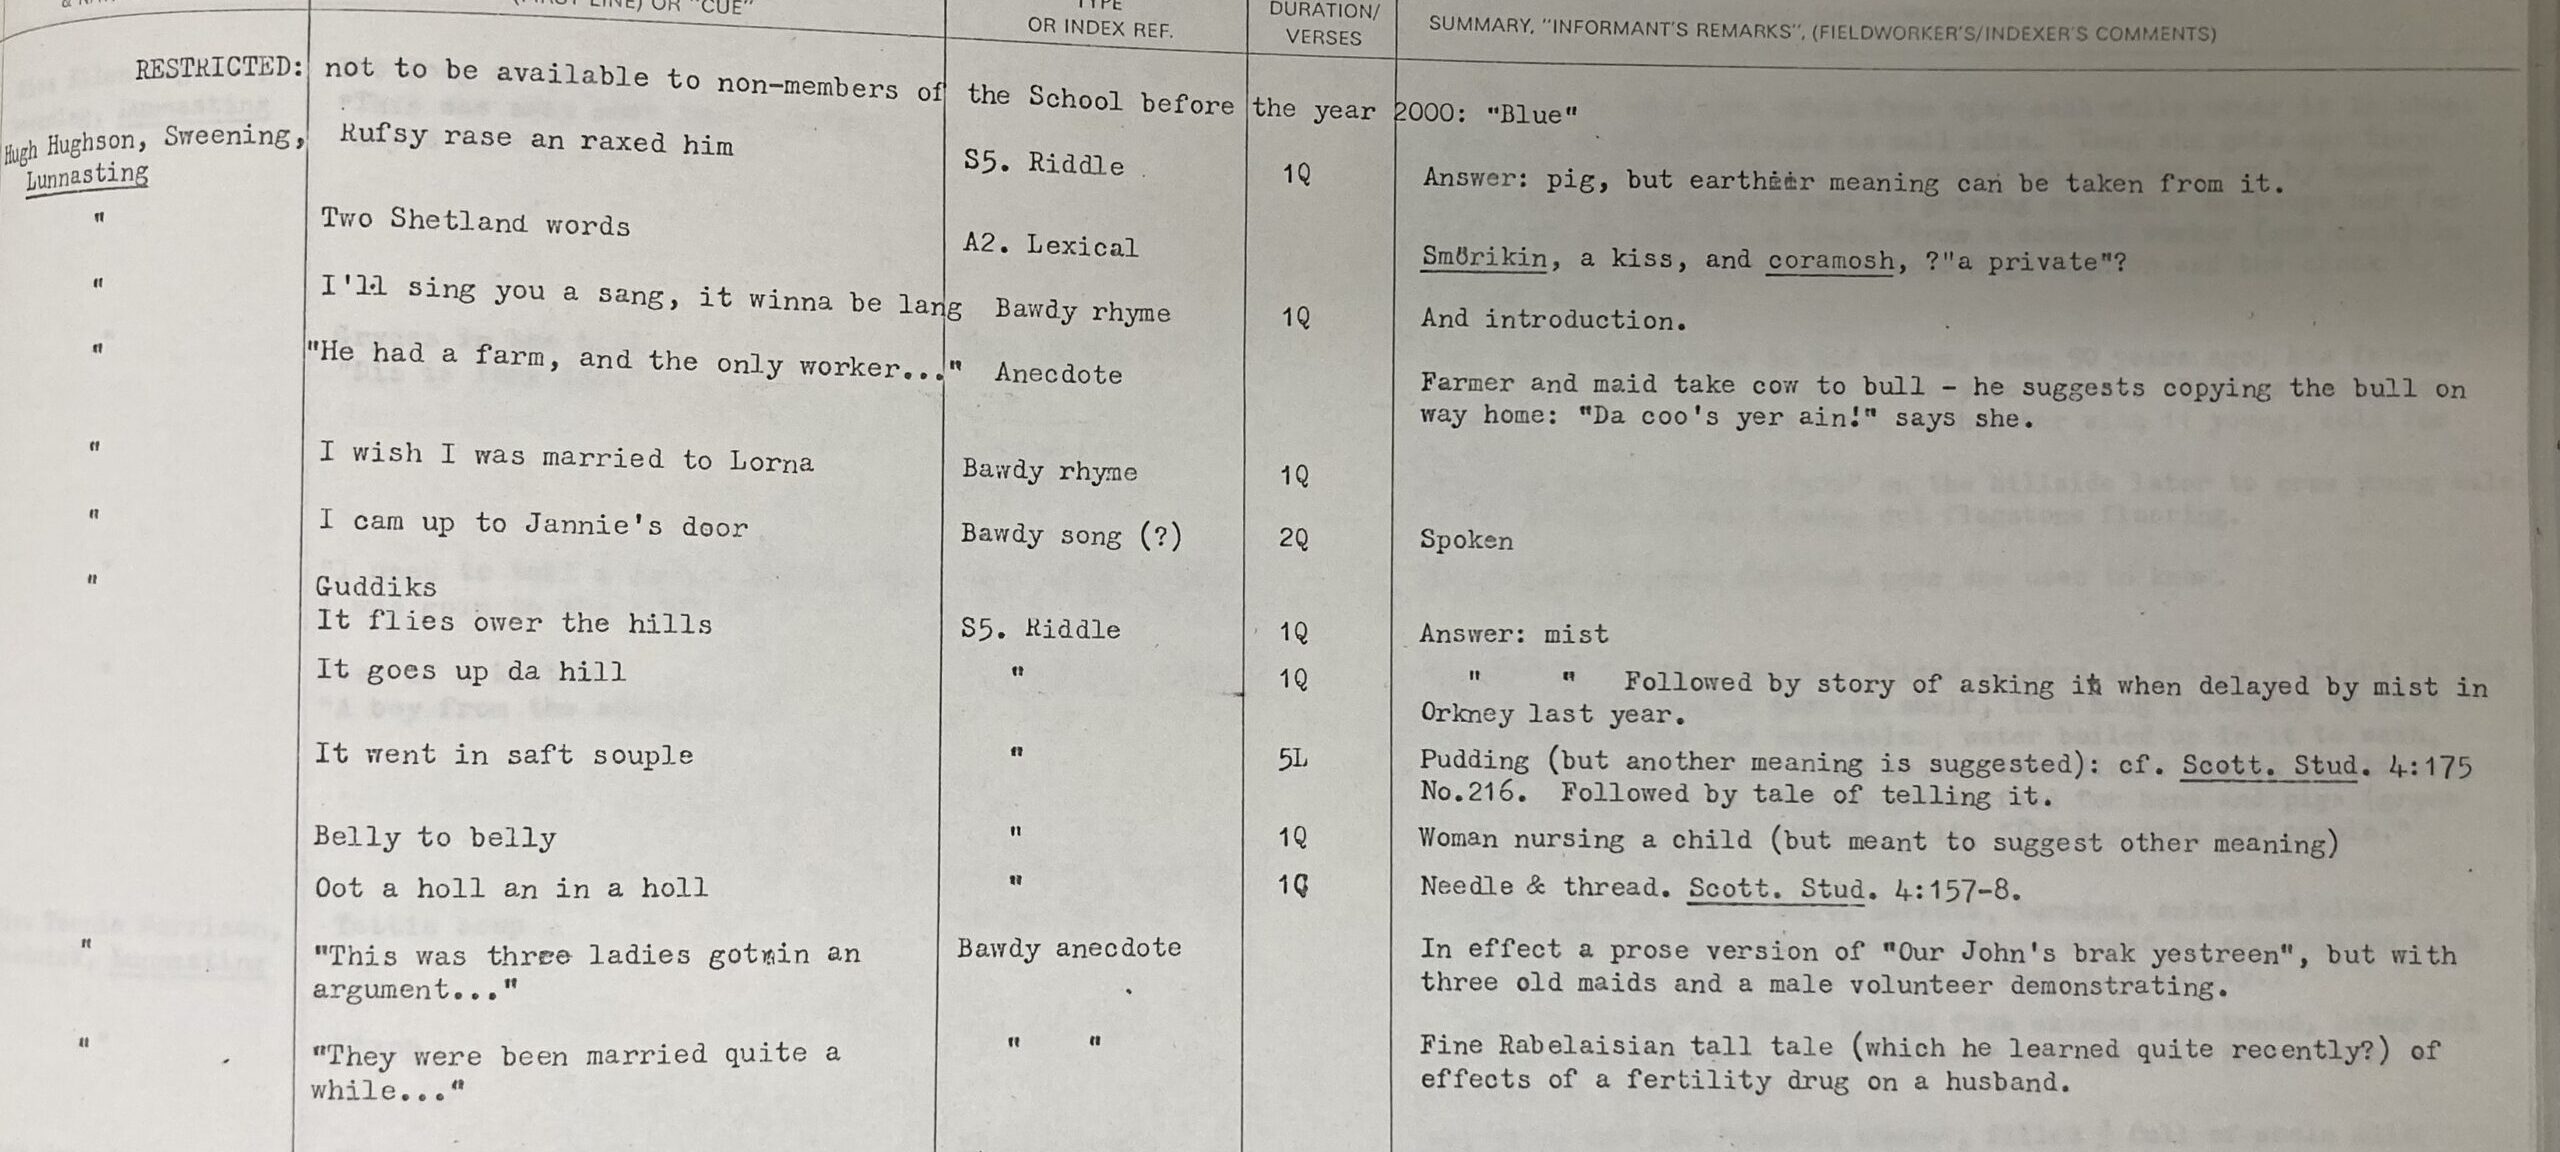 (FIRST LINE) OR "CUE" TYPE DURATION/
OR INDEX REF. VERSES SUMMARY, "INFORMANT'S REMARKS", (FIELDWORKER'S/INDEXER'S COMMENTS)
RESTRICTED: not to be available to non-members of the School before the year 2000: "Blue"
Hugh Hughson, Sweening, Rufsy rase an raxed him S5. Riddle 1Q Answer: pig, but earthier meaning can be taken from it.
Lunnasting
" Two Shetland words A2. Lexical Smörikin, a kiss, and coramosh, ?"a private"?
" I'll sing you a sang, it winna be lang Bawdy rhyme 1Q And introduction.
" "He had a farm, and the only worker..." Anecdote Farmer and maid take cow to bull - he suggests copying the bull on
way home: "Da coo's yer ain!" says she.
" I wish I was married to Lorna Bawdy rhyme 1Q
" I cam up to Jannie's door Bawdy song (?) 2Q Spoken
" Guddiks
It flies ower the hills S5. Riddle 1Q Answer: mist
It goes up da hill " 1Q " " Followed by story of asking it when delayed by mist in
Orkney last year.
It went in saft souple " 5L Pudding (but another meaning is suggested): cf. Scott. Stud. 4:175
No.216. Followed by tale of telling it.
Belly to belly " 1Q Woman nursing a child (but meant to suggest other meaning)
Oot a holl an in a holl " 1Q Needle & thread. Scott. Stud. 4:157-8.
" "This was three ladies got in an Bawdy anecdote In effect a prose version of "Our John's brak yestreen", but with
argument..." three old maids and a male volunteer demonstrating.
" "They were been married quite a " " Fine Rabelaisian tall tale (which he learned quite recently?) of
while..." effects of a fertility drug on a husband.